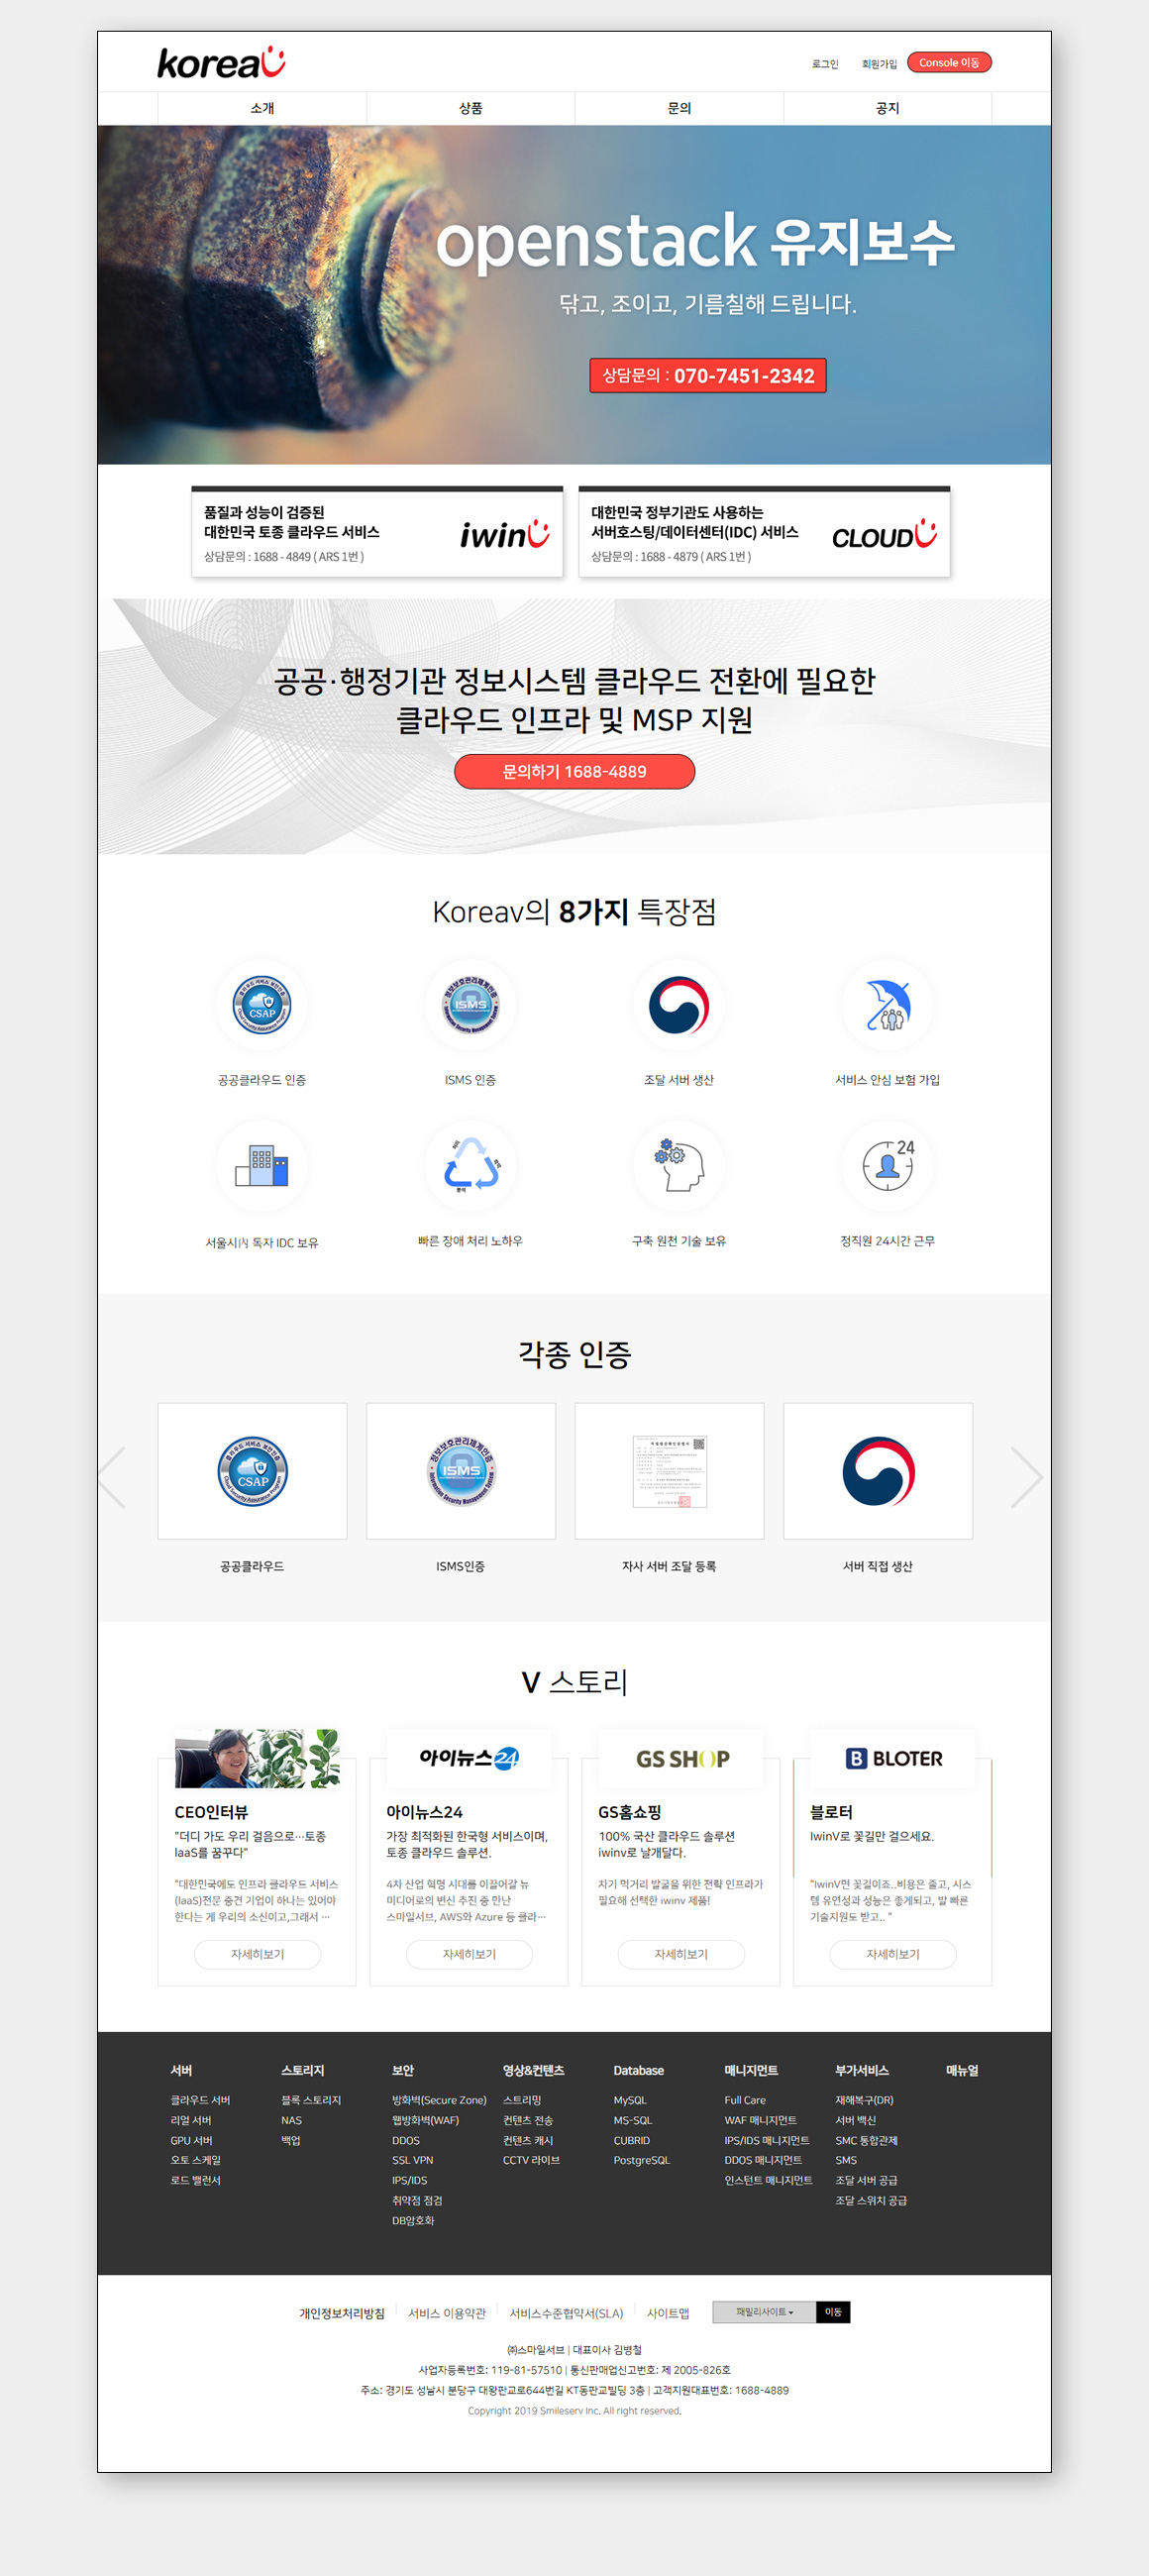 koreaV
로그인 회원가입 Console 이동
소개 상품 문의 공지
openstack 유지보수
닦고, 조이고, 기름칠해 드립니다.
상담문의 : 070-7451-2342
품질과 성능이 검증된
대한민국 토종 클라우드 서비스
상담문의 : 1688 - 4849 ( ARS 1번 )
iwinV
대한민국 정부기관도 사용하는
서버호스팅/데이터센터(IDC) 서비스
상담문의 : 1688 - 4879 ( ARS 1번 )
CLOUDV
공공·행정기관 정보시스템 클라우드 전환에 필요한
클라우드 인프라 및 MSP 지원
문의하기 1688-4889
Koreav의 8가지 특장점
CSAP
ISMS
공공클라우드 인증
ISMS 인증
조달 서버 생산
서비스 안심 보험 가입
24
서울시內 독자 IDC 보유
빠른 장애 처리 노하우
구축 원천 기술 보유
정직원 24시간 근무
각종 인증
클라우드 서비스 보안인증
CSAP
Cloud Security Assurance Program
정보보호관리체계인증
ISMS
Information Security Management System
공공클라우드
ISMS인증
자사 서버 조달 등록
서버 직접 생산
V 스토리
아이뉴스24
GS SHOP
B BLOTER
CEO인터뷰
"더디 가도 우리 걸음으로…토종
IaaS를 꿈꾸다"
"대한민국에도 인프라 클라우드 서비스
(IaaS)전문 중견 기업이 하나는 있어야
한다는 게 우리의 소신이고,그래서 …
자세히보기
아이뉴스24
가장 최적화된 한국형 서비스이며,
토종 클라우드 솔루션.
4차 산업 혁명 시대를 이끌어갈 뉴
미디어로의 변신 추진 중 만난
스마일서브, AWS와 Azure 등 클라…
자세히보기
GS홈쇼핑
100% 국산 클라우드 솔루션
iwinv로 날개달다.
차기 먹거리 발굴을 위한 전략 인프라가
필요해 선택한 iwinv 제품!
자세히보기
블로터
IwinV로 꽃길만 걸으세요.
"IwinV면 꽃길이죠..비용은 줄고, 시스
템 유연성과 성능은 좋게되고, 발 빠른
기술지원도 받고.. "
자세히보기
서버
클라우드 서버
리얼 서버
GPU 서버
오토 스케일
로드 밸런서
스토리지
블록 스토리지
NAS
백업
보안
방화벽(Secure Zone)
웹방화벽(WAF)
DDOS
SSL VPN
IPS/IDS
취약점 점검
DB암호화
영상&컨텐츠
스트리밍
컨텐츠 전송
컨텐츠 캐시
CCTV 라이브
Database
MySQL
MS-SQL
CUBRID
PostgreSQL
매니지먼트
Full Care
WAF 매니지먼트
IPS/IDS 매니지먼트
DDOS 매니지먼트
인스턴트 매니지먼트
부가서비스
재해복구(DR)
서버 백신
SMC 통합관제
SMS
조달 서버 공급
조달 스위치 공급
매뉴얼
개인정보처리방침 서비스 이용약관 서비스수준협약서(SLA) 사이트맵 패밀리사이트 이동
㈜스마일서브 | 대표이사 김병철
사업자등록번호: 119-81-57510 | 통신판매업신고번호: 제 2005-826호
주소: 경기도 성남시 분당구 대왕판교로644번길 KT동판교빌딩 3층 | 고객지원대표번호: 1688-4889
Copyright 2019 Smileserv Inc. All right reserved.